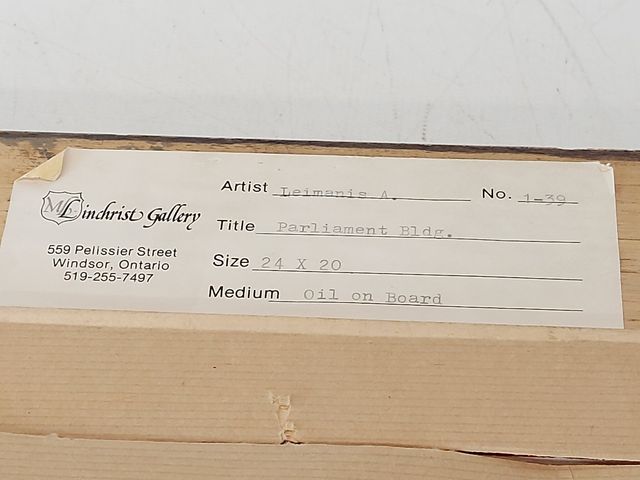 Linchrist Gallery
559 Pelissier Street
Windsor, Ontario
519-255-7497
Artist Leimanis A. No. 1-39
Title Parliament Bldg.
Size 24 X 20
Medium Oil on Board